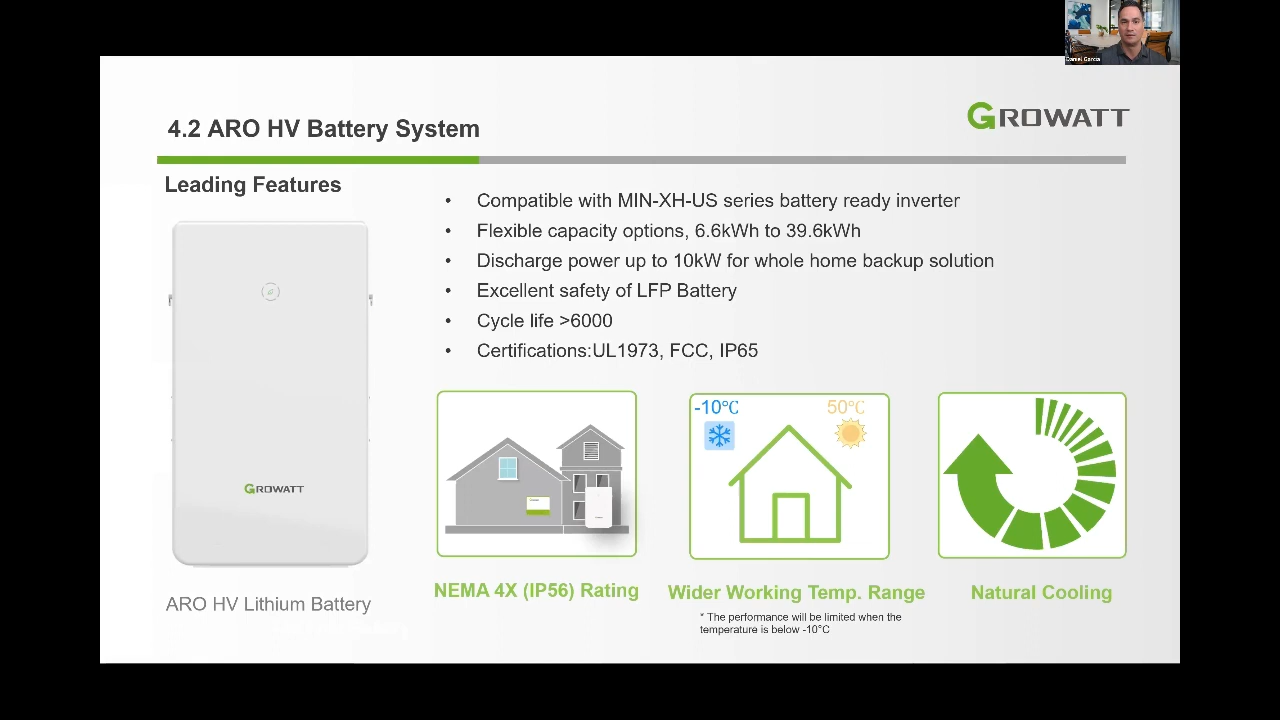 Daniel Garcia
4.2 ARO HV Battery System
GROWATT
Leading Features
• Compatible with MIN-XH-US series battery ready inverter
• Flexible capacity options, 6.6kWh to 39.6kWh
• Discharge power up to 10kW for whole home backup solution
• Excellent safety of LFP Battery
• Cycle life >6000
• Certifications:UL1973, FCC, IP65
GROWATT
ARO HV Lithium Battery
-10℃
50℃
NEMA 4X (IP56) Rating
Wider Working Temp. Range
Natural Cooling
* The performance will be limited when the
temperature is below -10°C